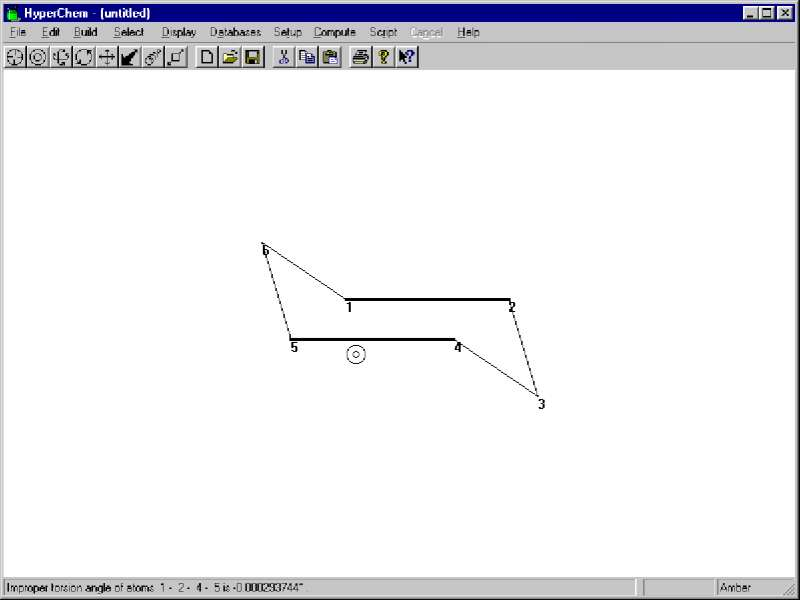 HyperChem - (untitled)
File Edit Build Select Display Databases Setup Compute Script Cancel Help
6
1 2
5 4
3
Improper torsion angle of atoms 1 - 2 - 4 - 5 is -0.000293744°.
Amber